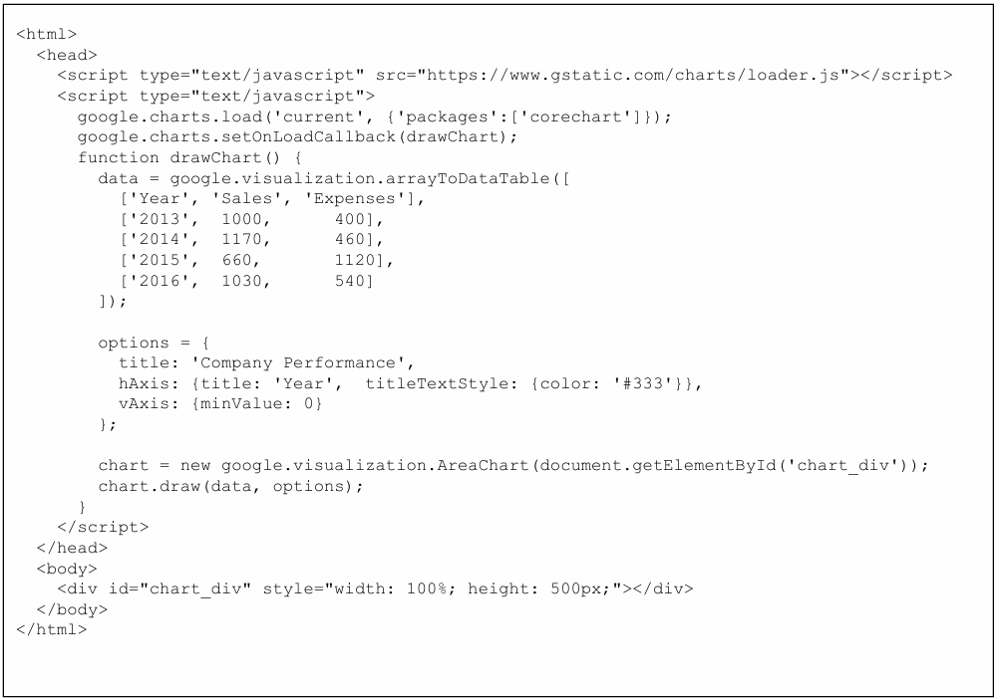 <html>
  <head>
    <script type="text/javascript" src="https://www.gstatic.com/charts/loader.js"></script>
    <script type="text/javascript">
      google.charts.load('current', {'packages':['corechart']});
      google.charts.setOnLoadCallback(drawChart);
      function drawChart() {
        data = google.visualization.arrayToDataTable([
          ['Year', 'Sales', 'Expenses'],
          ['2013',  1000,      400],
          ['2014',  1170,      460],
          ['2015',  660,       1120],
          ['2016',  1030,      540]
        ]);

        options = {
          title: 'Company Performance',
          hAxis: {title: 'Year',  titleTextStyle: {color: '#333'}},
          vAxis: {minValue: 0}
        };

        chart = new google.visualization.AreaChart(document.getElementById('chart_div'));
        chart.draw(data, options);
      }
    </script>
  </head>
  <body>
    <div id="chart_div" style="width: 100%; height: 500px;"></div>
  </body>
</html>